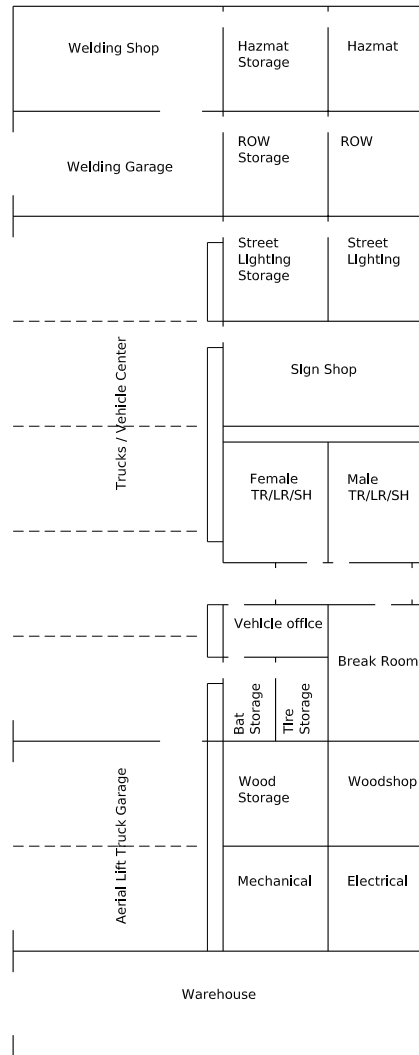 Welding Shop
Hazmat
Storage
Hazmat
Welding Garage
ROW
Storage
ROW
Street
Lighting
Storage
Street
Lighting
Trucks / Vehicle Center
Sign Shop
Female
TR/LR/SH
Male
TR/LR/SH
Vehicle office
Break Room
Bat
Storage
Tire
Storage
Aerial Lift Truck Garage
Wood
Storage
Woodshop
Mechanical
Electrical
Warehouse